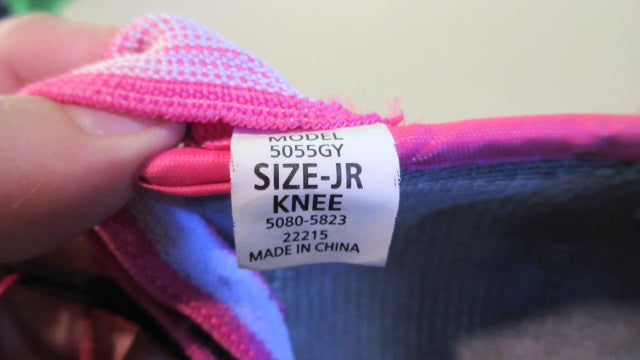 MODEL
5055GY
SIZE-JR
KNEE
5080-5823
22215
MADE IN CHINA